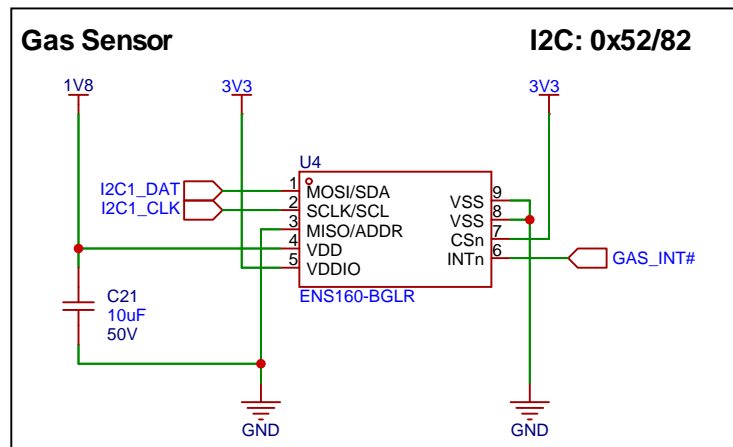 Gas Sensor
I2C: 0x52/82
1V8
3V3
3V3
U4
I2C1_DAT
I2C1_CLK
1
2
3
4
5
MOSI/SDA
SCLK/SCL
MISO/ADDR
VDD
VDDIO
VSS
VSS
CSn
INTn
9
8
7
6
GAS_INT#
ENS160-BGLR
C21
10uF
50V
GND
GND